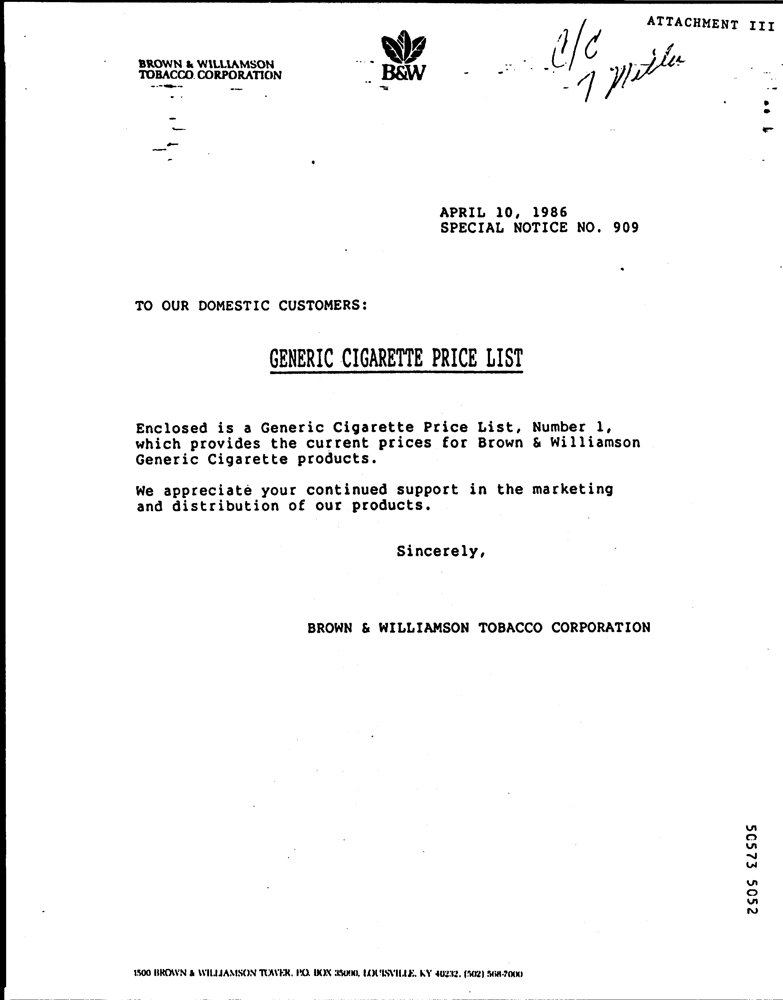 ATTACHMENT III
C/C
BROWN & WILLIAMSON
TOBACCO CORPORATION
B&W
APRIL 10, 1986
SPECIAL NOTICE NO. 909
TO OUR DOMESTIC CUSTOMERS:
GENERIC CIGARETTE PRICE LIST
Enclosed is a Generic Cigarette Price List, Number 1,
which provides the current prices for Brown & Williamson
Generic Cigarette products.
We appreciate your continued support in the marketing
and distribution of our products.
Sincerely,
BROWN & WILLIAMSON TOBACCO CORPORATION
50573 5052
1500 BROWN & WILLIAMSON TOWER, P.O. BOX 35090, LOUISVILLE, KY 40232, (502) 568-7000